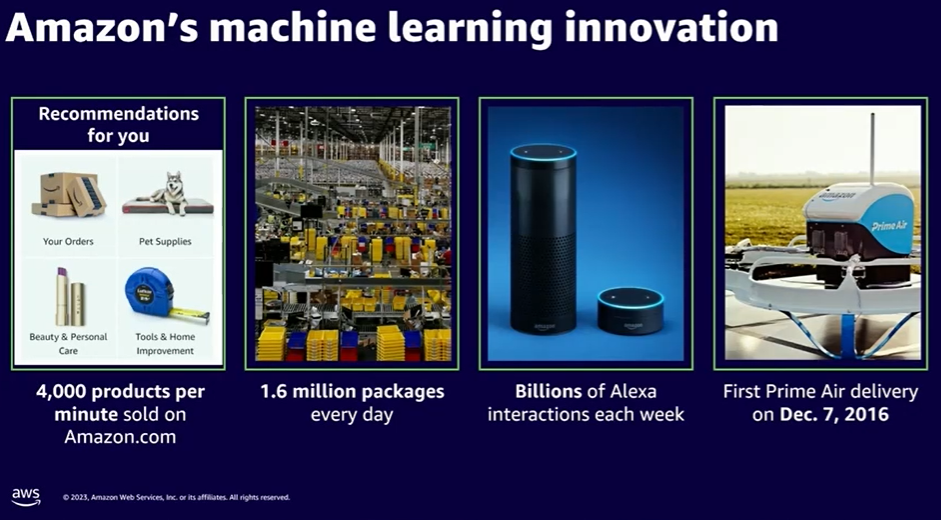 Amazon's machine learning innovation
Recommendations
for you
Your Orders
Pet Supplies
Beauty & Personal
Care
Tools & Home
Improvement
4,000 products per
minute sold on
Amazon.com
1.6 million packages
every day
amazon
amazon
Billions of Alexa
interactions each week
amazon
Prime Air
First Prime Air delivery
on Dec. 7, 2016
aws
© 2023, Amazon Web Services, Inc. or its affiliates. All rights reserved.